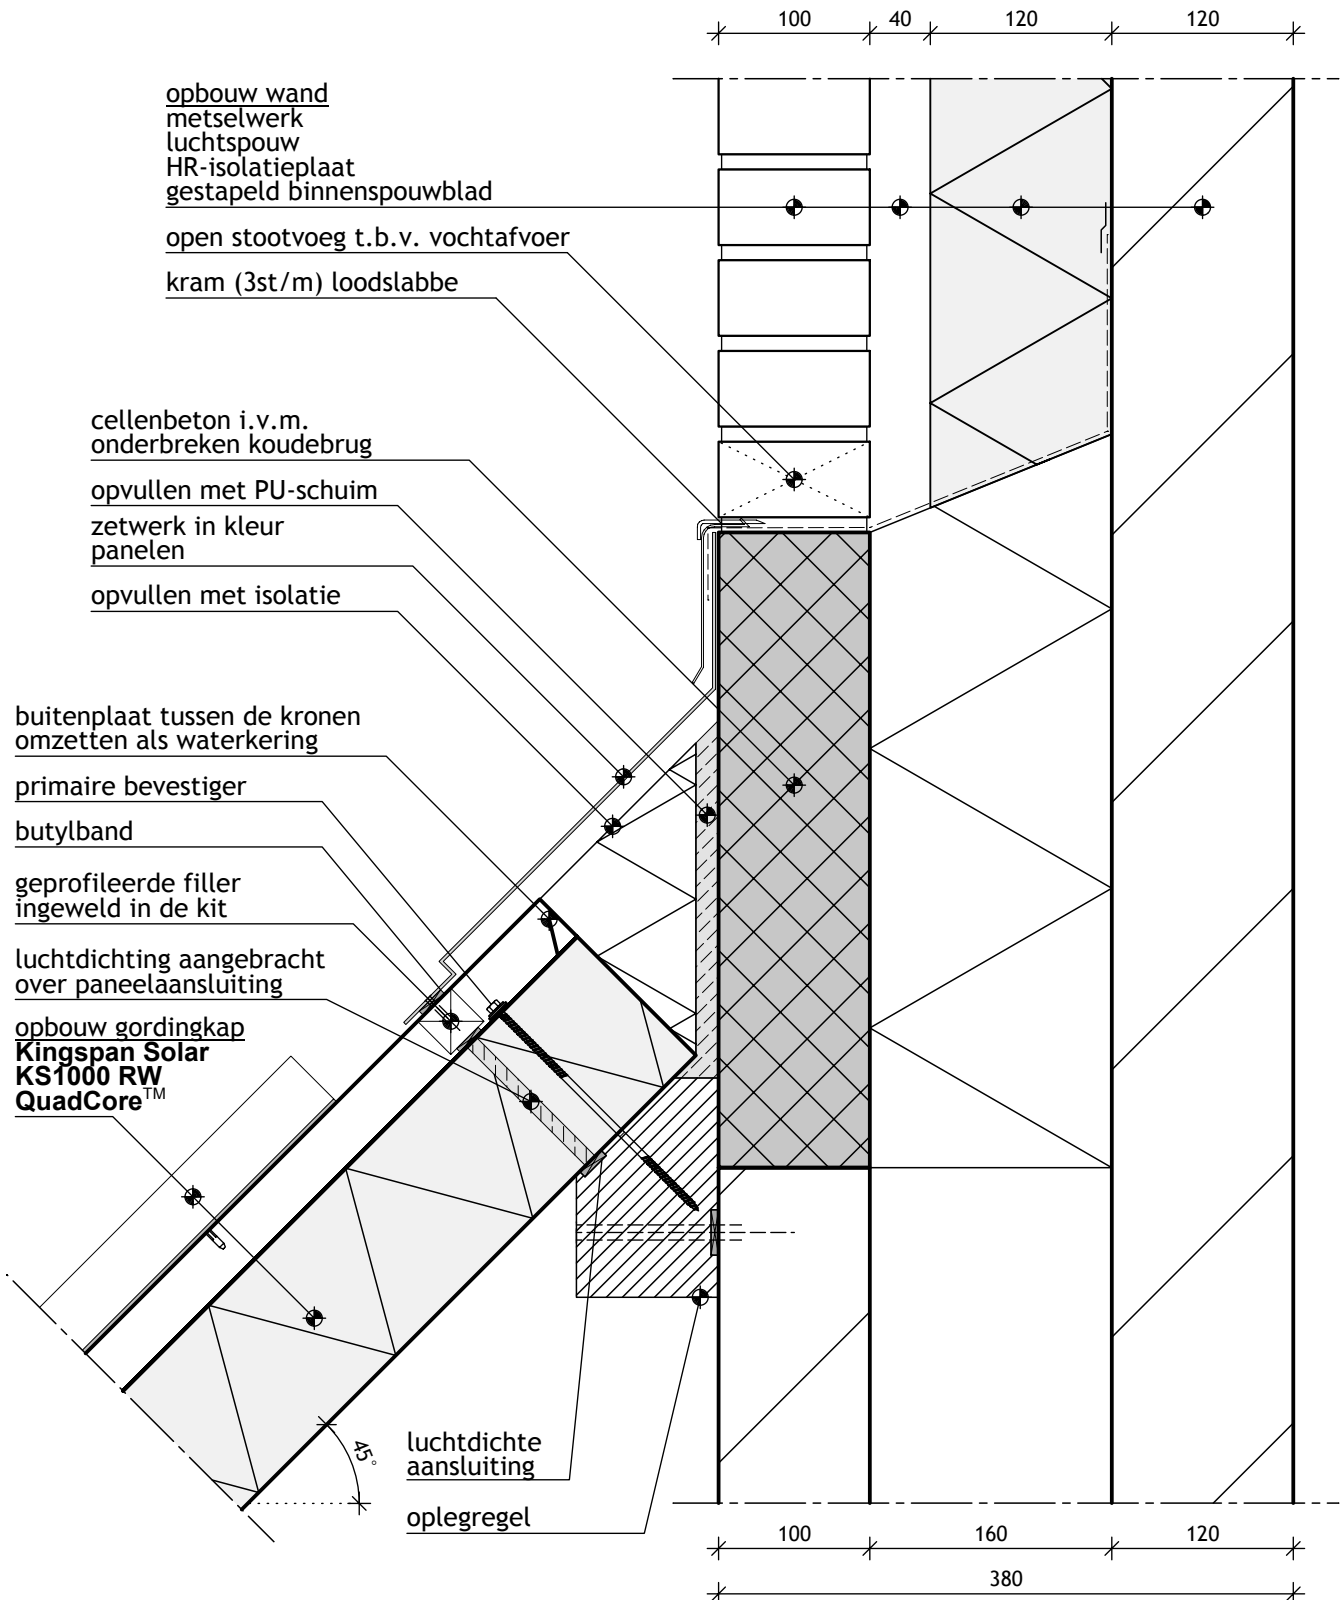 100
40
120
120
opbouw wand
metselwerk
luchtspouw
HR-isolatieplaat
gestapeld binnenspouwblad
open stootvoeg t.b.v. vochtafvoer
kram (3st/m) loodslabbe
cellenbeton i.v.m.
onderbreken koudebrug
opvullen met PU-schuim
zetwerk in kleur
panelen
opvullen met isolatie
buitenplaat tussen de kronen
omzetten als waterkering
primaire bevestiger
butylband
geprofileerde filler
ingeweld in de kit
luchtdichting aangebracht
over paneelaansluiting
opbouw gordingkap
Kingspan Solar
KS1000 RW
QuadCore™
45°
luchtdichte
aansluiting
oplegregel
100
160
120
380